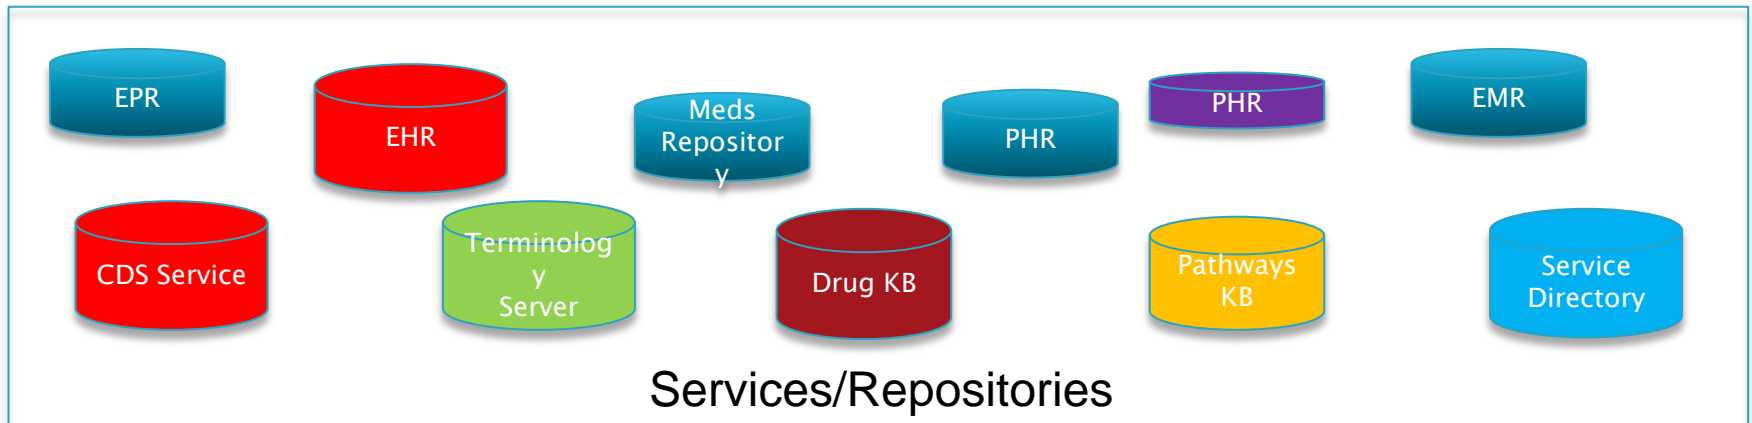 EPR
EHR
Meds
Repositor
y
PHR
PHR
EMR
CDS Service
Terminolog
y
Server
Drug KB
Pathways
KB
Service
Directory
Services/Repositories